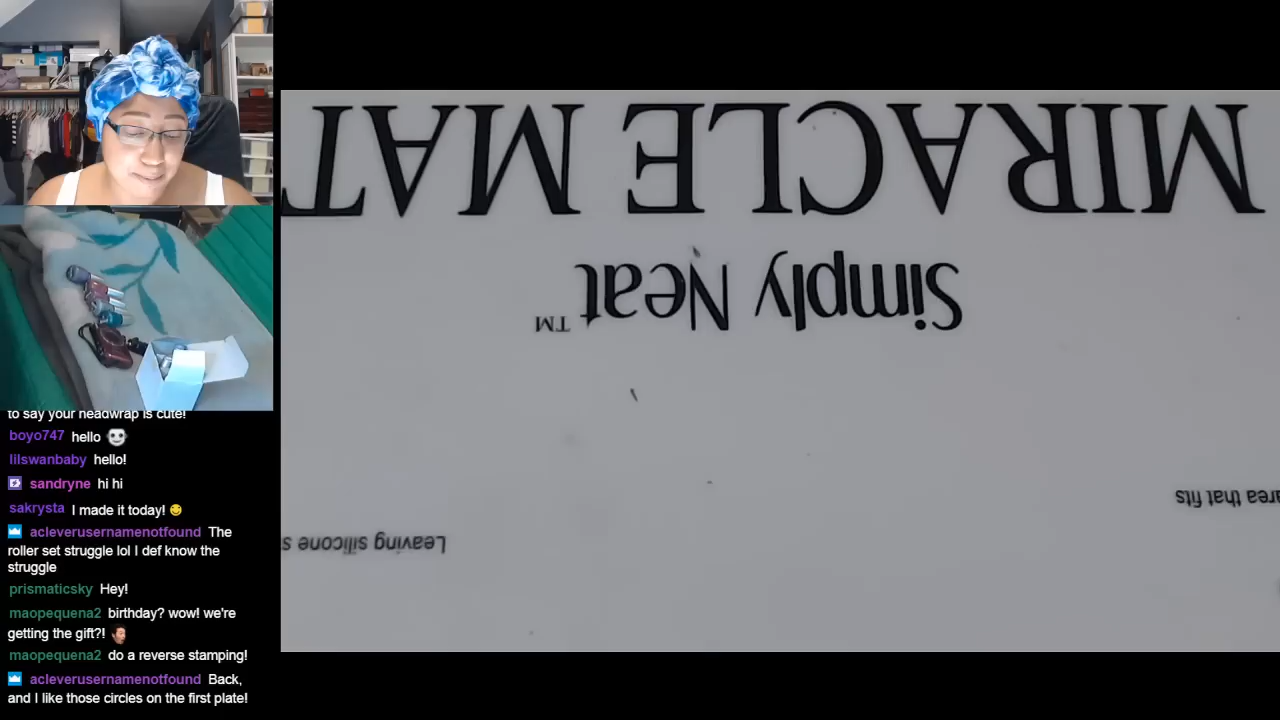 to say your headwrap is cute!
boyo747 hello
lilswanbaby hello!
sandryne hi hi
sakrysta I made it today!
acleverusernamenotfound The
roller set struggle lol I def know the
struggle
prismaticsky Hey!
maopequena2 birthday? wow! we're
getting the gift?!
maopequena2 do a reverse stamping!
acleverusernamenotfound Back,
and I like those circles on the first plate!
MIRACLE MAT
Simply Neat™
area that fits
Leaving silicone s